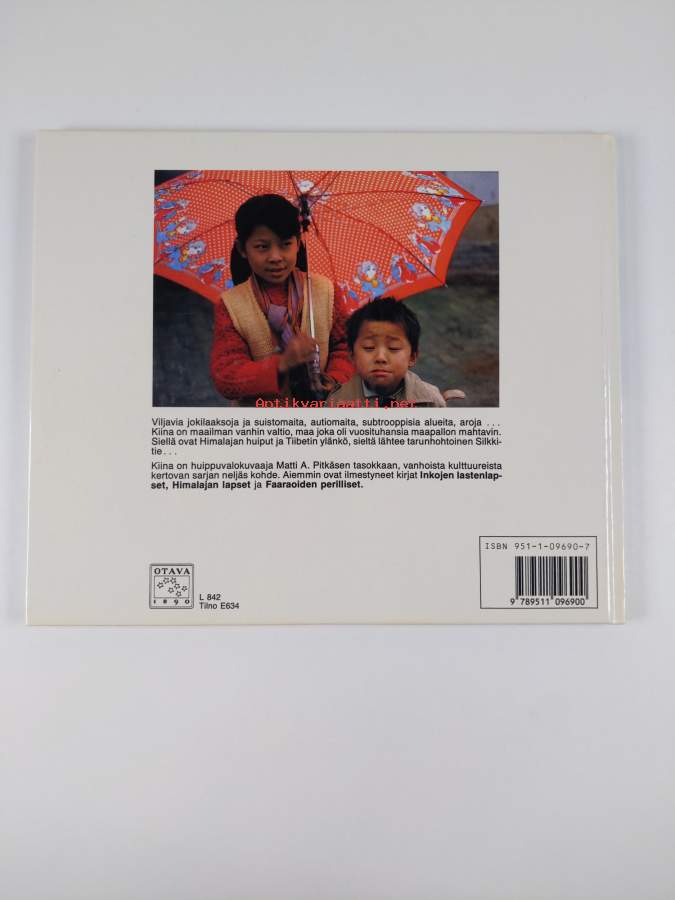 Antikvariaatti.net
Viljavia jokilaaksoja ja suistomaita, autiomaita, subtrooppisia alueita, aroja . . .
Kiina on maailman vanhin valtio, maa joka oli vuosituhansia maapallon mahtavin.
Siellä ovat Himalajan huiput ja Tiibetin ylänkö, sieltä lähtee tarunhohtoinen Silkki-
tie . . .
Kiina on huippuvalokuvaaja Matti A. Pitkäsen tasokkaan, vanhoista kulttuureista
kertovan sarjan neljäs kohde. Aiemmin ovat ilmestyneet kirjat Inkojen lastenlap-
set, Himalajan lapset ja Faaraoiden perilliset.
ISBN 951-1-09690-7
9 789511 096900
OTAVA
1890
L 842
Tilno E634